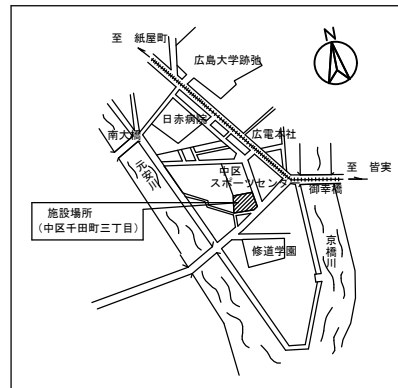 至　紙屋町
広島大学跡地
N
日赤病院
南大橋
広電本社
元安川
中区
スポーツセンター
至　皆実
御幸橋
施設場所
（中区千田町三丁目）
京橋川
修道学園